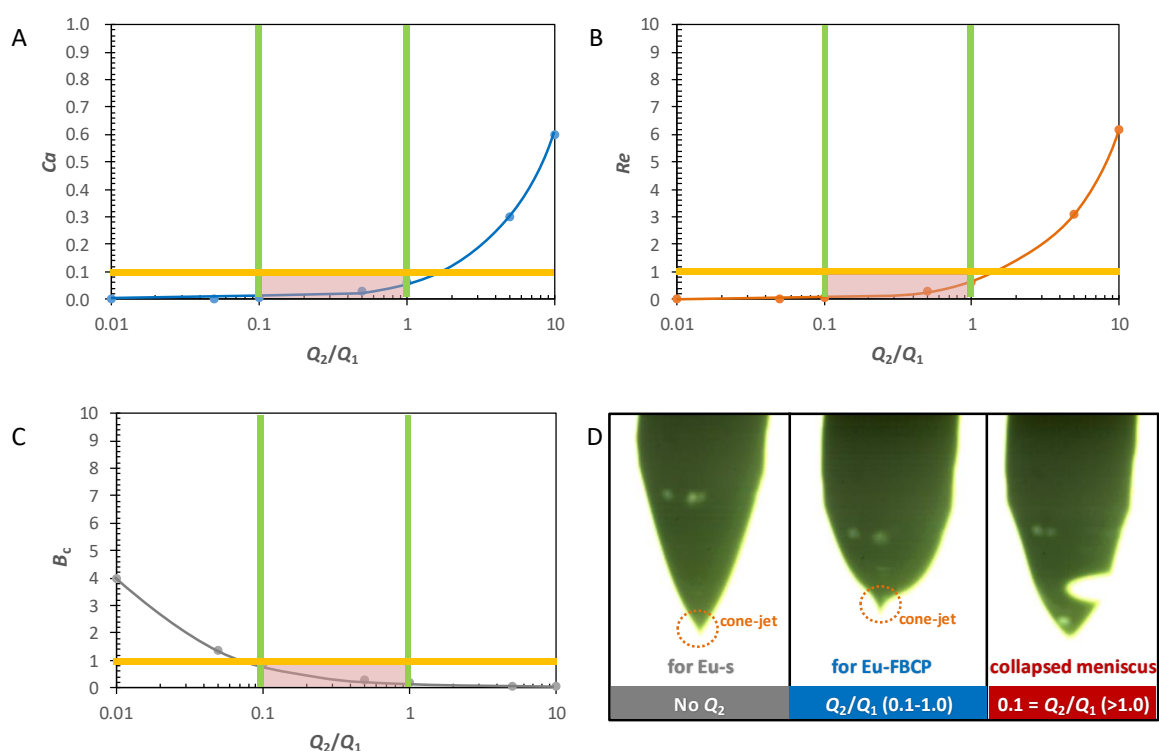 A
1.0
0.9
0.8
0.7
0.6
0.5
0.4
0.3
0.2
0.1
0.0
Ca
0.01
0.1
1
10
Q2/Q1
B
10
9
8
7
6
5
4
3
2
1
0
Re
0.01
0.1
1
10
Q2/Q1
C
10
9
8
7
6
5
4
3
2
1
0
Bc
0.01
0.1
1
10
Q2/Q1
D
cone-jet
cone-jet
for Eu-s
for Eu-FBCP
collapsed meniscus
No Q2
Q2/Q1 (0.1-1.0)
0.1 = Q2/Q1 (>1.0)